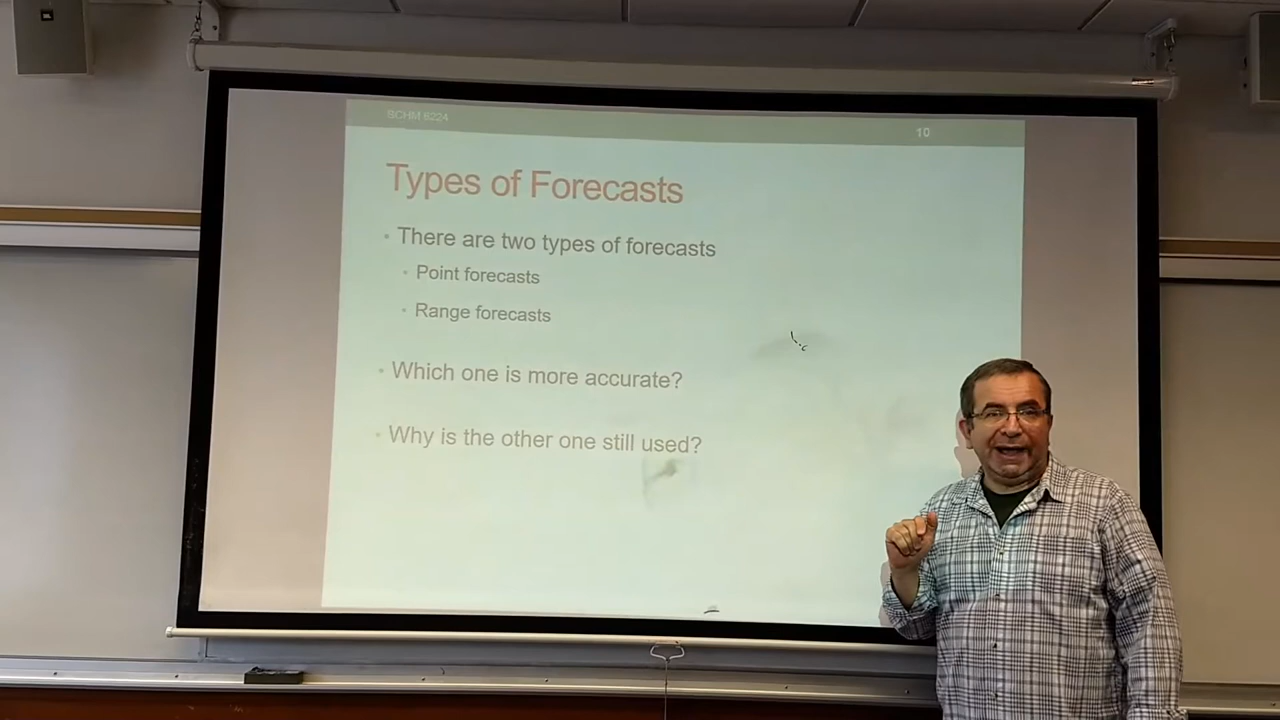 SCHM 6224
10
Types of Forecasts
• There are two types of forecasts
• Point forecasts
• Range forecasts
• Which one is more accurate?
• Why is the other one still used?